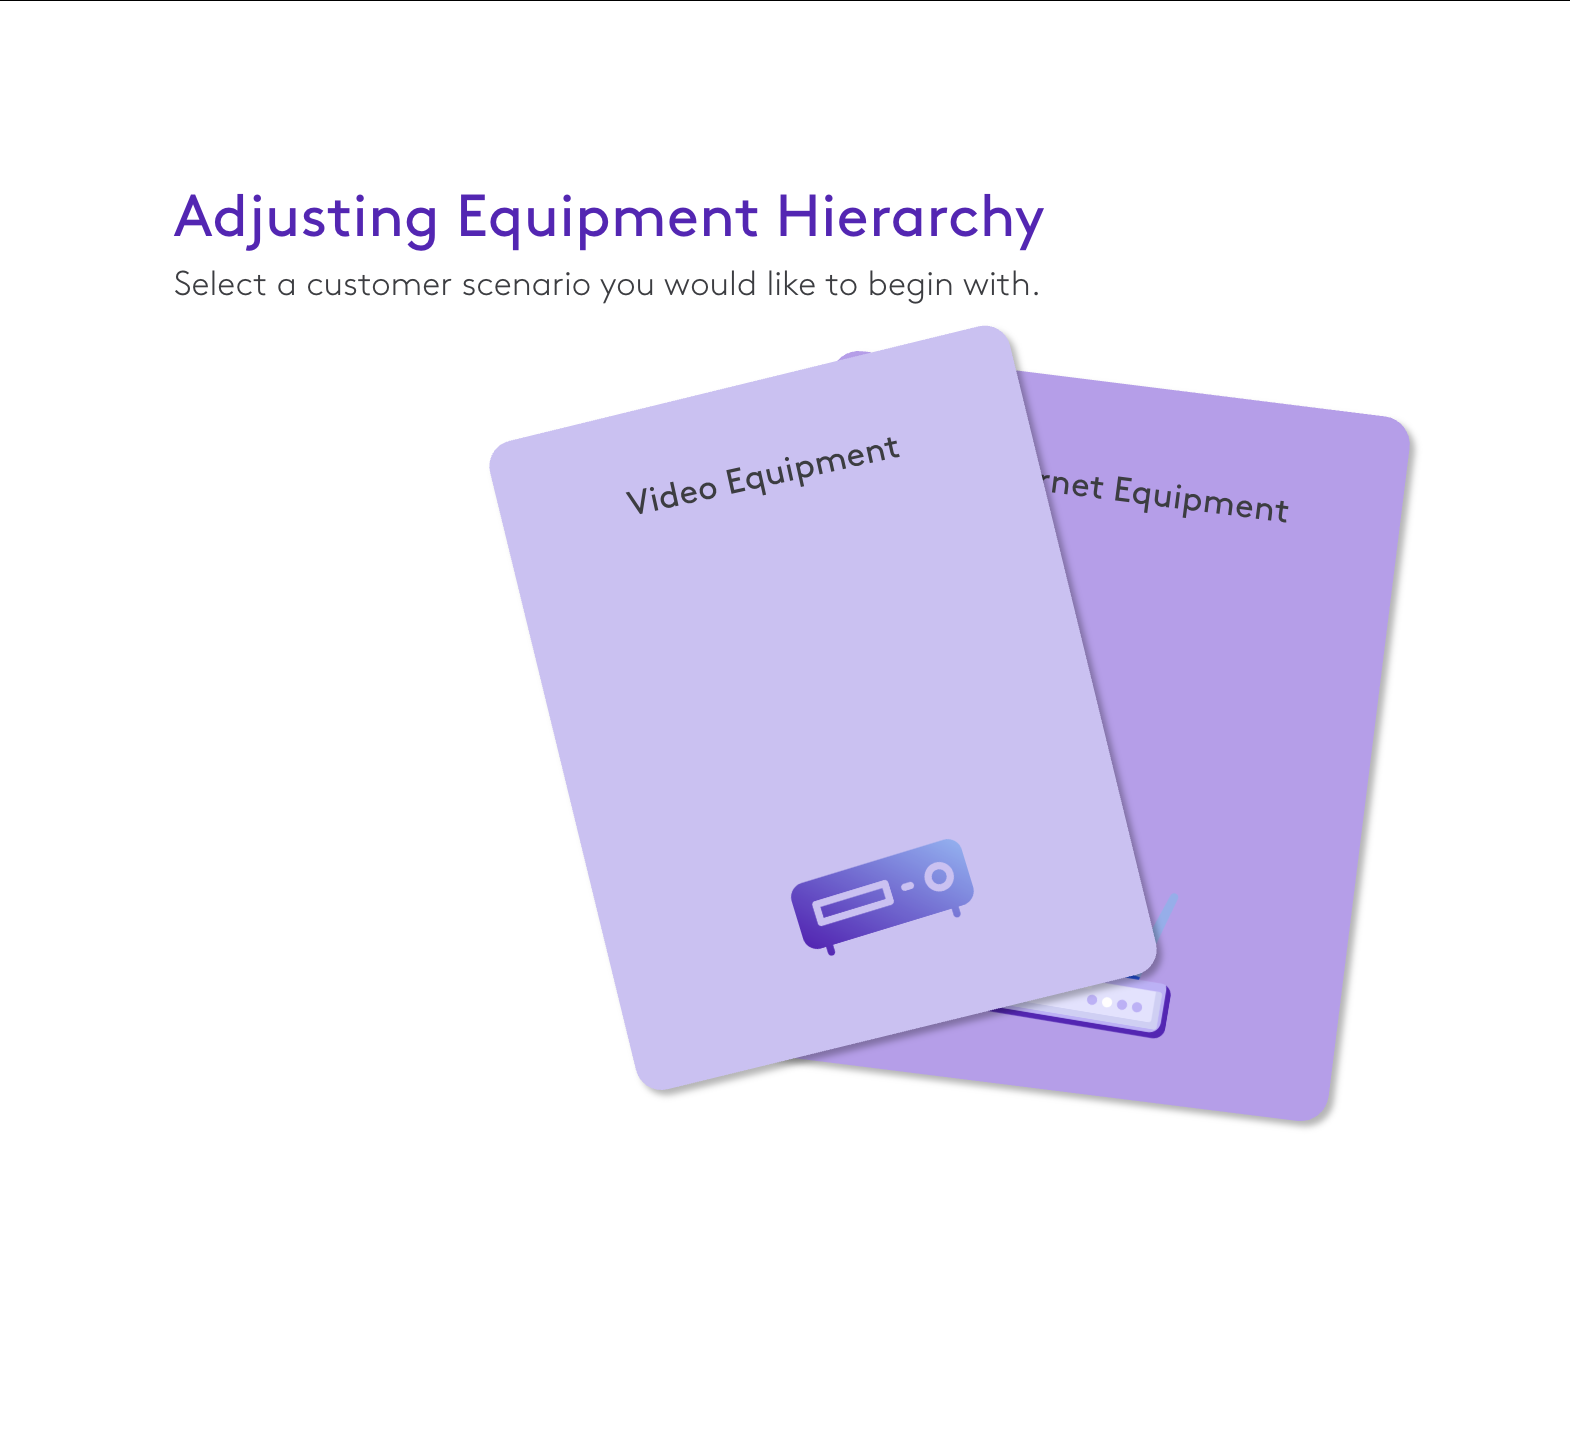 Adjusting Equipment Hierarchy
Select a customer scenario you would like to begin with.
Video Equipment
rnet Equipment